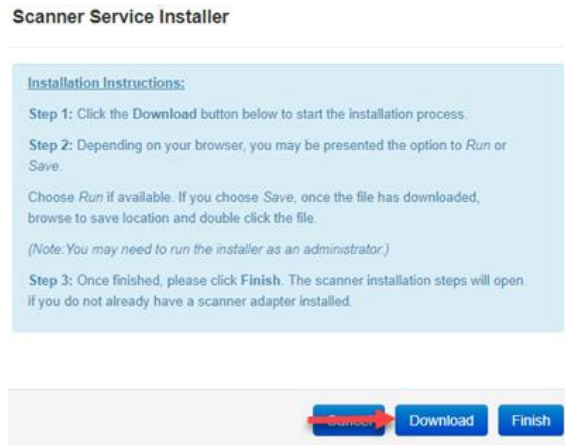 Scanner Service Installer
Installation Instructions:
Step 1: Click the Download button below to start the installation process.
Step 2: Depending on your browser, you may be presented the option to Run or
Save.
Choose Run if available. If you choose Save, once the file has downloaded,
browse to save location and double click the file.
(Note:You may need to run the installer as an administrator.)
Step 3: Once finished, please click Finish. The scanner installation steps will open
if you do not already have a scanner adapter installed.
Cancel Download Finish